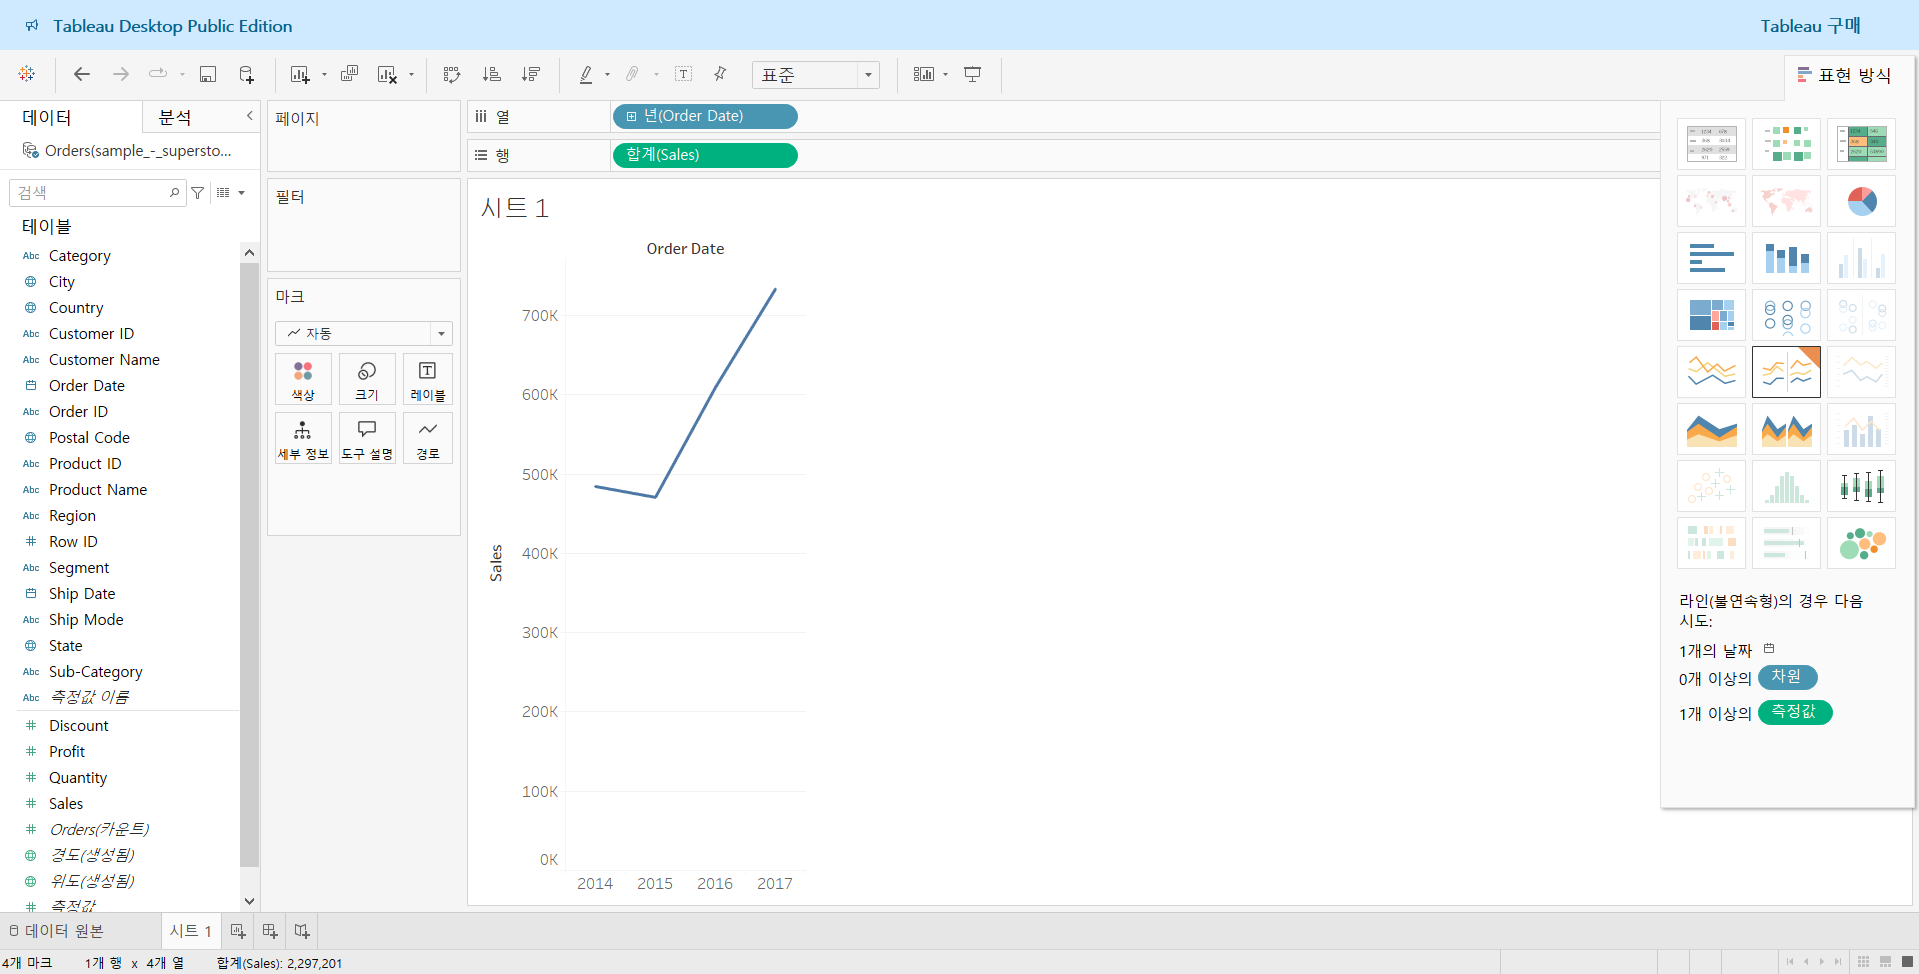 Tableau Desktop Public Edition
Tableau 구매
표준
표현 방식
데이터
분석
Orders(sample_-_supersto...
검색
테이블
Abc Category
City
Country
Abc Customer ID
Abc Customer Name
Order Date
Abc Order ID
Postal Code
Abc Product ID
Abc Product Name
Abc Region
# Row ID
Abc Segment
Ship Date
Abc Ship Mode
State
Abc Sub-Category
Abc 측정값 이름
# Discount
# Profit
# Quantity
# Sales
# Orders(카운트)
경도(생성됨)
위도(생성됨)
# 측정값
페이지
필터
마크
자동
색상
크기
레이블
세부 정보
도구 설명
경로
열
년(Order Date)
행
합계(Sales)
시트 1
Order Date
Sales
700K
600K
500K
400K
300K
200K
100K
0K
2014 2015 2016 2017
라인(불연속형)의 경우 다음
시도:
1개의 날짜
0개 이상의 차원
1개 이상의 측정값
데이터 원본
시트 1
4개 마크 1개 행 x 4개 열 합계(Sales): 2,297,201